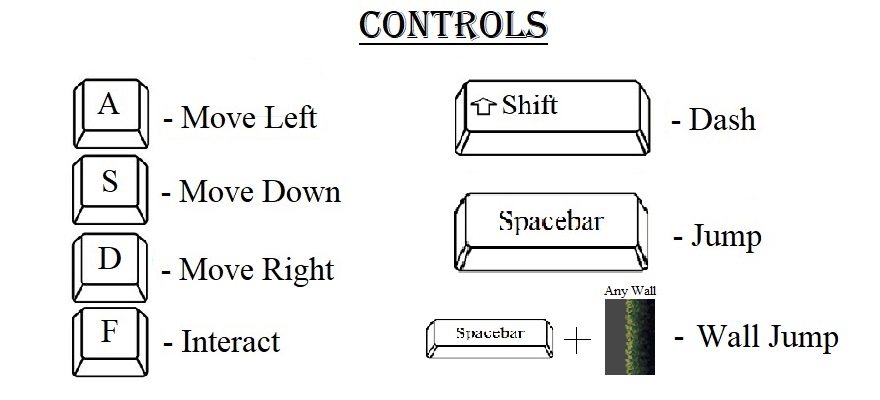 CONTROLS
A - Move Left
S - Move Down
D - Move Right
F - Interact
Shift - Dash
Spacebar - Jump
Any Wall
Spacebar + - Wall Jump